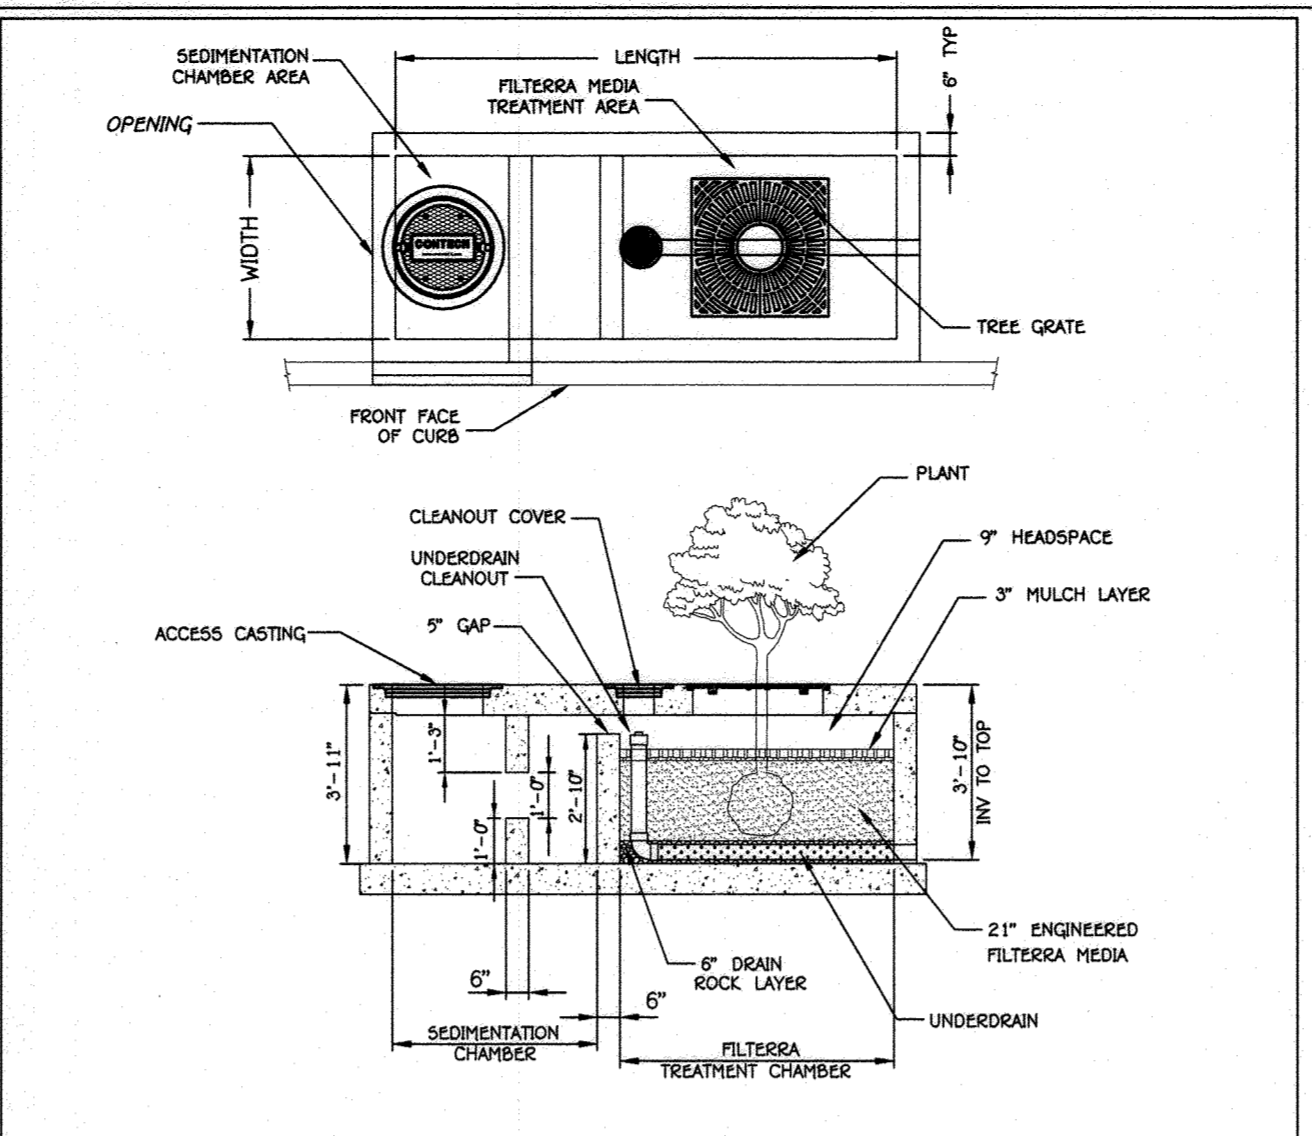 SEDIMENTATION
CHAMBER AREA
LENGTH
6" TYP
FILTERRA MEDIA
TREATMENT AREA
OPENING
WIDTH
CONTECH
TREE GRATE
FRONT FACE
OF CURB
PLANT
CLEANOUT COVER
9" HEADSPACE
UNDERDRAIN
CLEANOUT
3" MULCH LAYER
5" GAP
ACCESS CASTING
3'-11"
1'-3"
1'-0"
1'-0"
2'-10"
3'-10"
INV TO TOP
21" ENGINEERED
FILTERRA MEDIA
6" DRAIN
ROCK LAYER
6"
6"
UNDERDRAIN
SEDIMENTATION
CHAMBER
FILTERRA
TREATMENT CHAMBER